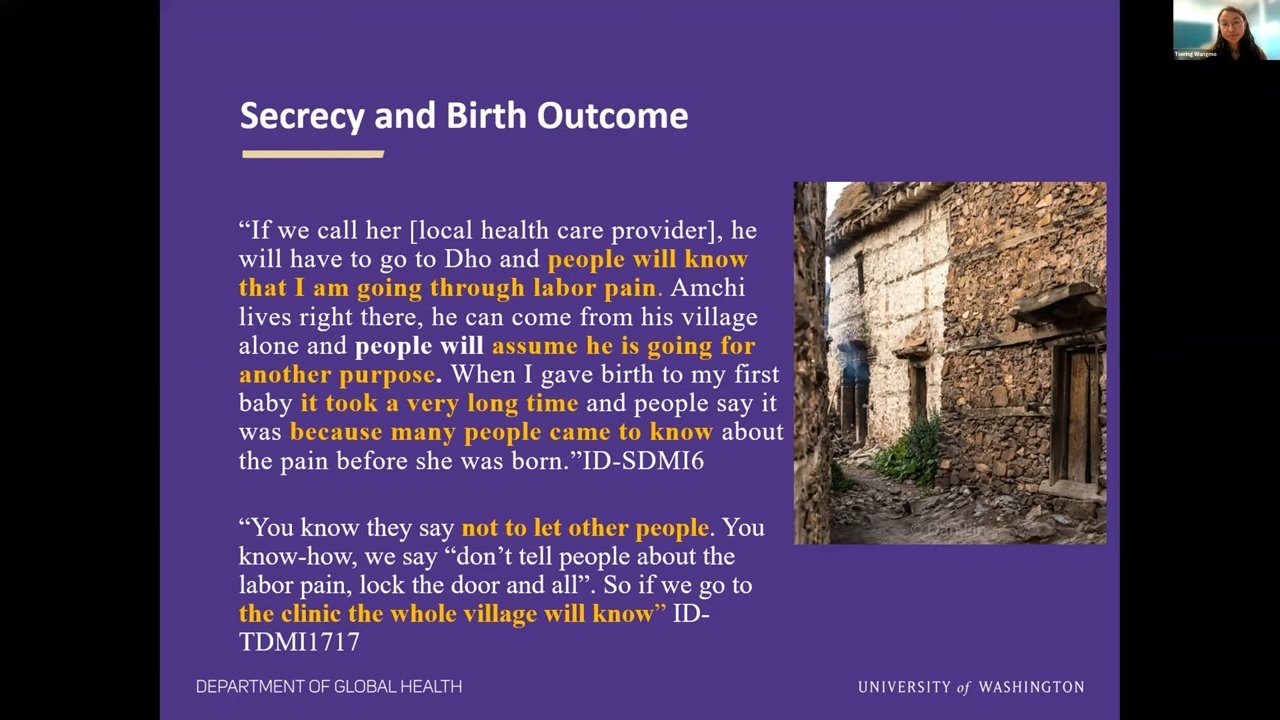 Tsering Wangmo
Secrecy and Birth Outcome
“If we call her [local health care provider], he
will have to go to Dho and people will know
that I am going through labor pain. Amchi
lives right there, he can come from his village
alone and people will assume he is going for
another purpose. When I gave birth to my first
baby it took a very long time and people say it
was because many people came to know about
the pain before she was born.”ID-SDMI6
“You know they say not to let other people. You
know-how, we say “don’t tell people about the
labor pain, lock the door and all”. So if we go to
the clinic the whole village will know” ID-
TDMI1717
DEPARTMENT OF GLOBAL HEALTH
UNIVERSITY of WASHINGTON